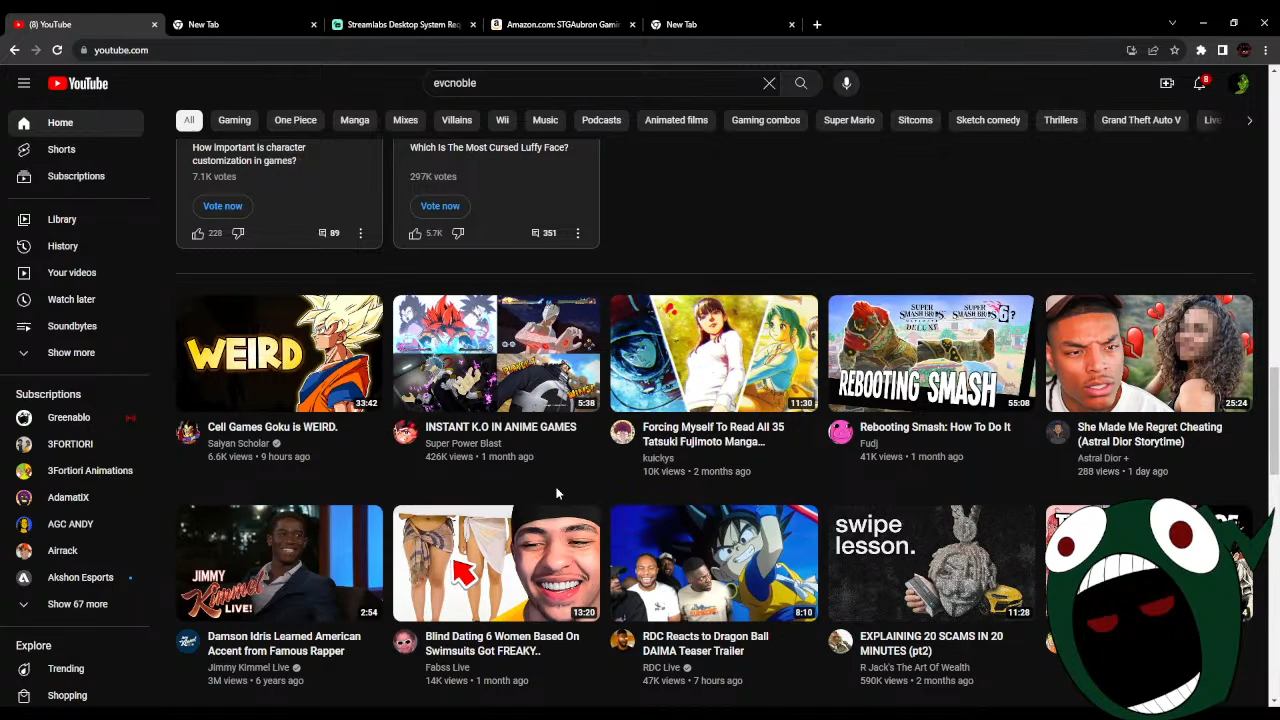 (8) YouTube
New Tab
Streamlabs Desktop System Req
Amazon.com: STGAubron Gamin
New Tab
youtube.com
YouTube
evcnoble
8
All
Gaming
One Piece
Manga
Mixes
Villains
Wii
Music
Podcasts
Animated films
Gaming combos
Super Mario
Sitcoms
Sketch comedy
Thrillers
Grand Theft Auto V
Live
Home
Shorts
Subscriptions
Library
History
Your videos
Watch later
Soundbytes
Show more
Subscriptions
Greenablo
3FORTIORI
3Fortiori Animations
AdamatiX
AGC ANDY
Airrack
Akshon Esports
Show 67 more
Explore
Trending
Shopping
How important is character
customization in games?
7.1K votes
Vote now
228
89
Which Is The Most Cursed Luffy Face?
297K votes
Vote now
5.7K
351
WEIRD
33:42
Cell Games Goku is WEIRD.
Saiyan Scholar
6.6K views • 9 hours ago
5:38
INSTANT K.O IN ANIME GAMES
Super Power Blast
426K views • 1 month ago
11:30
Forcing Myself To Read All 35
Tatsuki Fujimoto Manga...
kuickys
10K views • 2 months ago
SUPER
SMASH BROS
ULTIMATE
DELUXE
SUPER
SMASH BROS 6?
REBOOTING SMASH
55:08
Rebooting Smash: How To Do It
Fudj
41K views • 1 month ago
25:24
She Made Me Regret Cheating
(Astral Dior Storytime)
Astral Dior +
288 views • 1 day ago
JIMMY
KIMMEL
LIVE!
2:54
Damson Idris Learned American
Accent from Famous Rapper
Jimmy Kimmel Live
3M views • 6 years ago
13:20
Blind Dating 6 Women Based On
Swimsuits Got FREAKY..
Fabss Live
14K views • 1 month ago
8:10
RDC Reacts to Dragon Ball
DAIMA Teaser Trailer
RDC Live
47K views • 7 hours ago
swipe
lesson.
11:28
EXPLAINING 20 SCAMS IN 20
MINUTES (pt2)
R Jack's The Art Of Wealth
590K views • 2 months ago